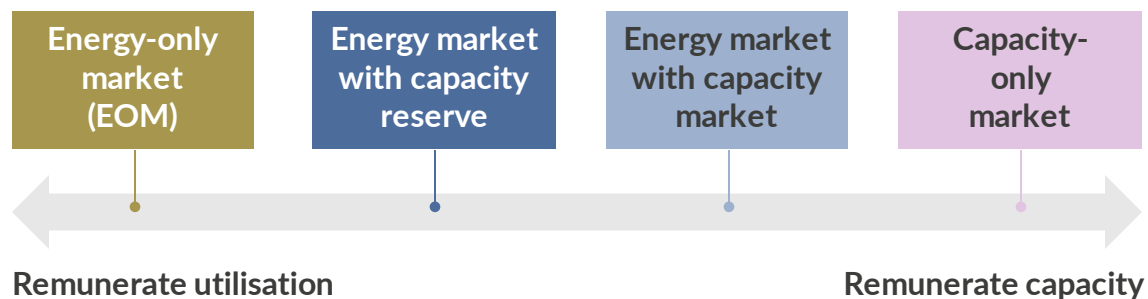 Energy-only
market
(EOM)
Energy market
with capacity
reserve
Energy market
with capacity
market
Capacity-
only
market
Remunerate utilisation
Remunerate capacity